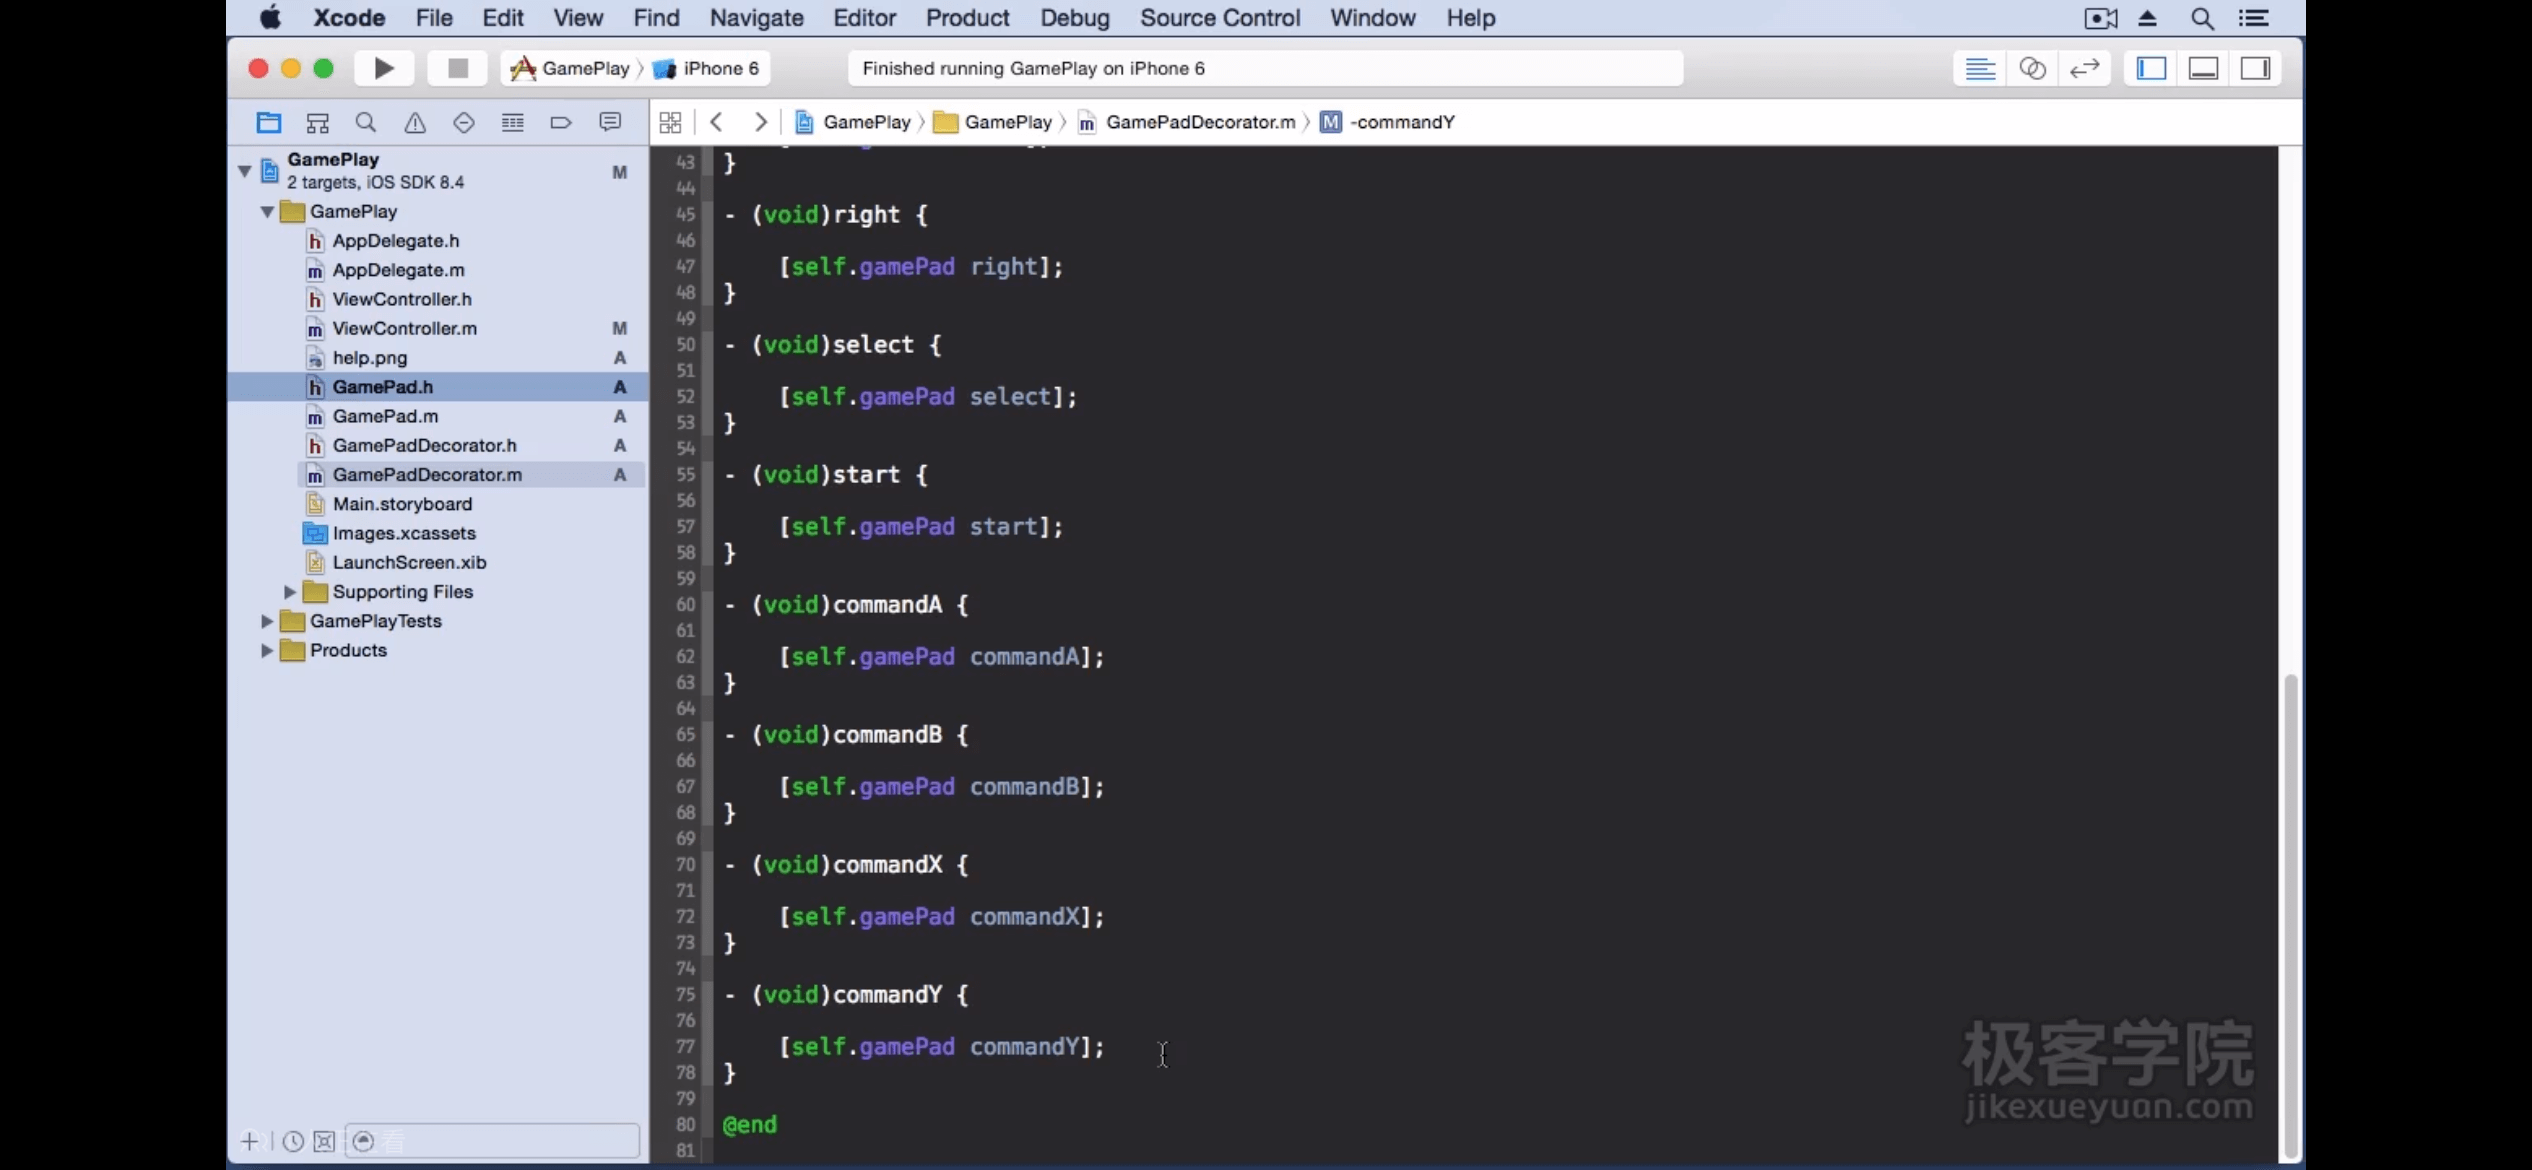 Xcode File Edit View Find Navigate Editor Product Debug Source Control Window Help
GamePlay iPhone 6
Finished running GamePlay on iPhone 6
GamePlay GamePlay GamePadDecorator.m M -commandY
GamePlay M
2 targets, iOS SDK 8.4
GamePlay
h AppDelegate.h
m AppDelegate.m
h ViewController.h
m ViewController.m M
help.png A
h GamePad.h A
m GamePad.m A
h GamePadDecorator.h A
m GamePadDecorator.m A
Main.storyboard
Images.xcassets
LaunchScreen.xib
Supporting Files
GamePlayTests
Products
43 }
44
45 - (void)right {
46
47 [self.gamePad right];
48 }
49
50 - (void)select {
51
52 [self.gamePad select];
53 }
54
55 - (void)start {
56
57 [self.gamePad start];
58 }
59
60 - (void)commandA {
61
62 [self.gamePad commandA];
63 }
64
65 - (void)commandB {
66
67 [self.gamePad commandB];
68 }
69
70 - (void)commandX {
71
72 [self.gamePad commandX];
73 }
74
75 - (void)commandY {
76
77 [self.gamePad commandY];
78 }
79
80 @end
81
极客学院
jikexueyuan.com